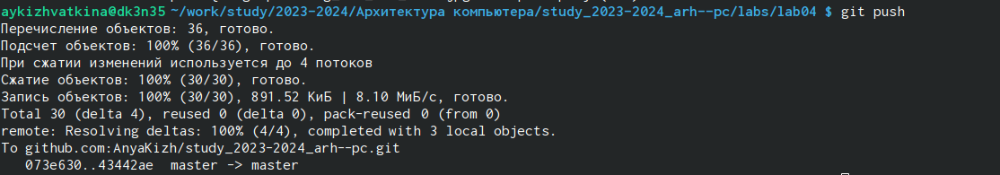 aykizhvatkina@dk3n35 ~/work/study/2023-2024/Архитектура компьютера/study_2023-2024_arh--pc/labs/lab04 $ git push
Перечисление объектов: 36, готово.
Подсчет объектов: 100% (36/36), готово.
При сжатии изменений используется до 4 потоков
Сжатие объектов: 100% (30/30), готово.
Запись объектов: 100% (30/30), 891.52 КиБ | 8.10 МиБ/с, готово.
Total 30 (delta 4), reused 0 (delta 0), pack-reused 0 (from 0)
remote: Resolving deltas: 100% (4/4), completed with 3 local objects.
To github.com:AnyaKizh/study_2023-2024_arh--pc.git
   073e630..43442ae  master -> master